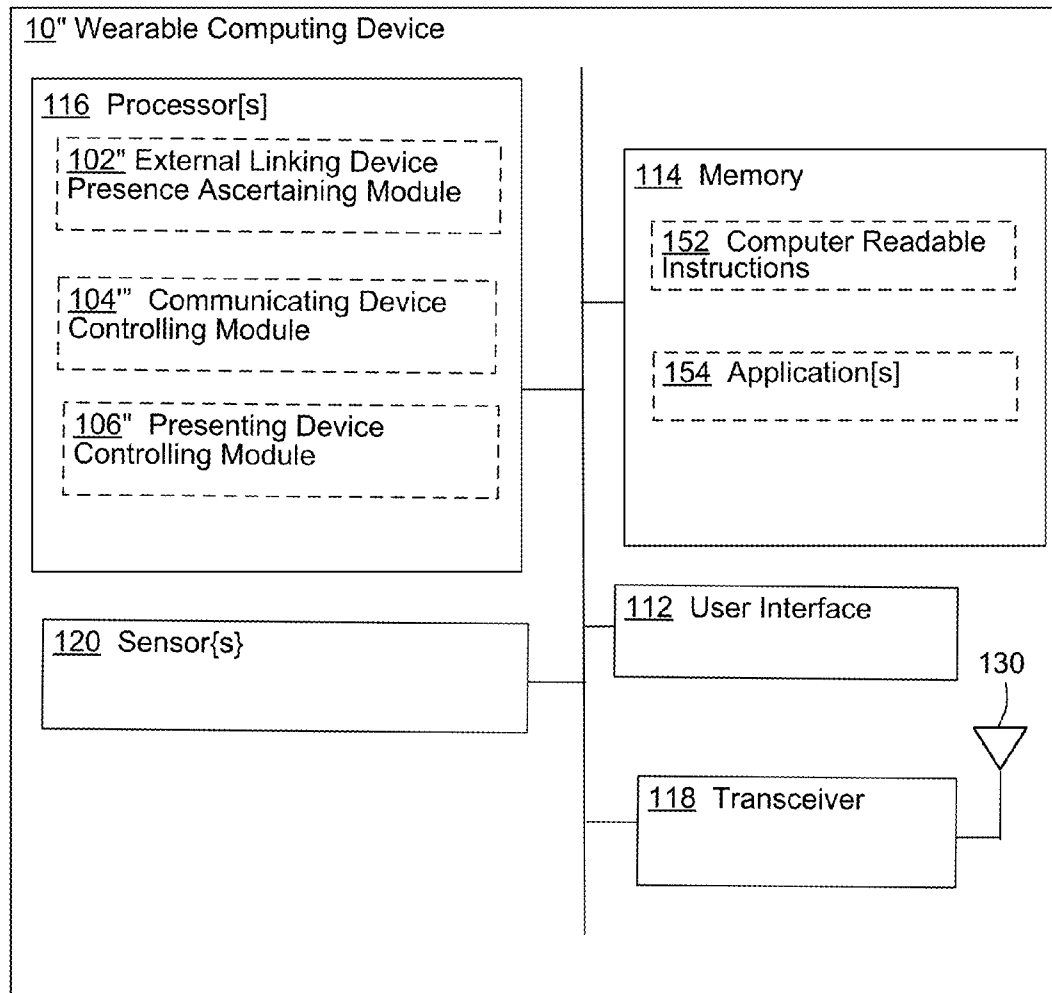 10" Wearable Computing Device
116 Processor[s]
102" External Linking Device
Presence Ascertaining Module
104'" Communicating Device
Controlling Module
106" Presenting Device
Controlling Module
120 Sensor{s}
114 Memory
152 Computer Readable
Instructions
154 Application[s]
112 User Interface
130
118 Transceiver